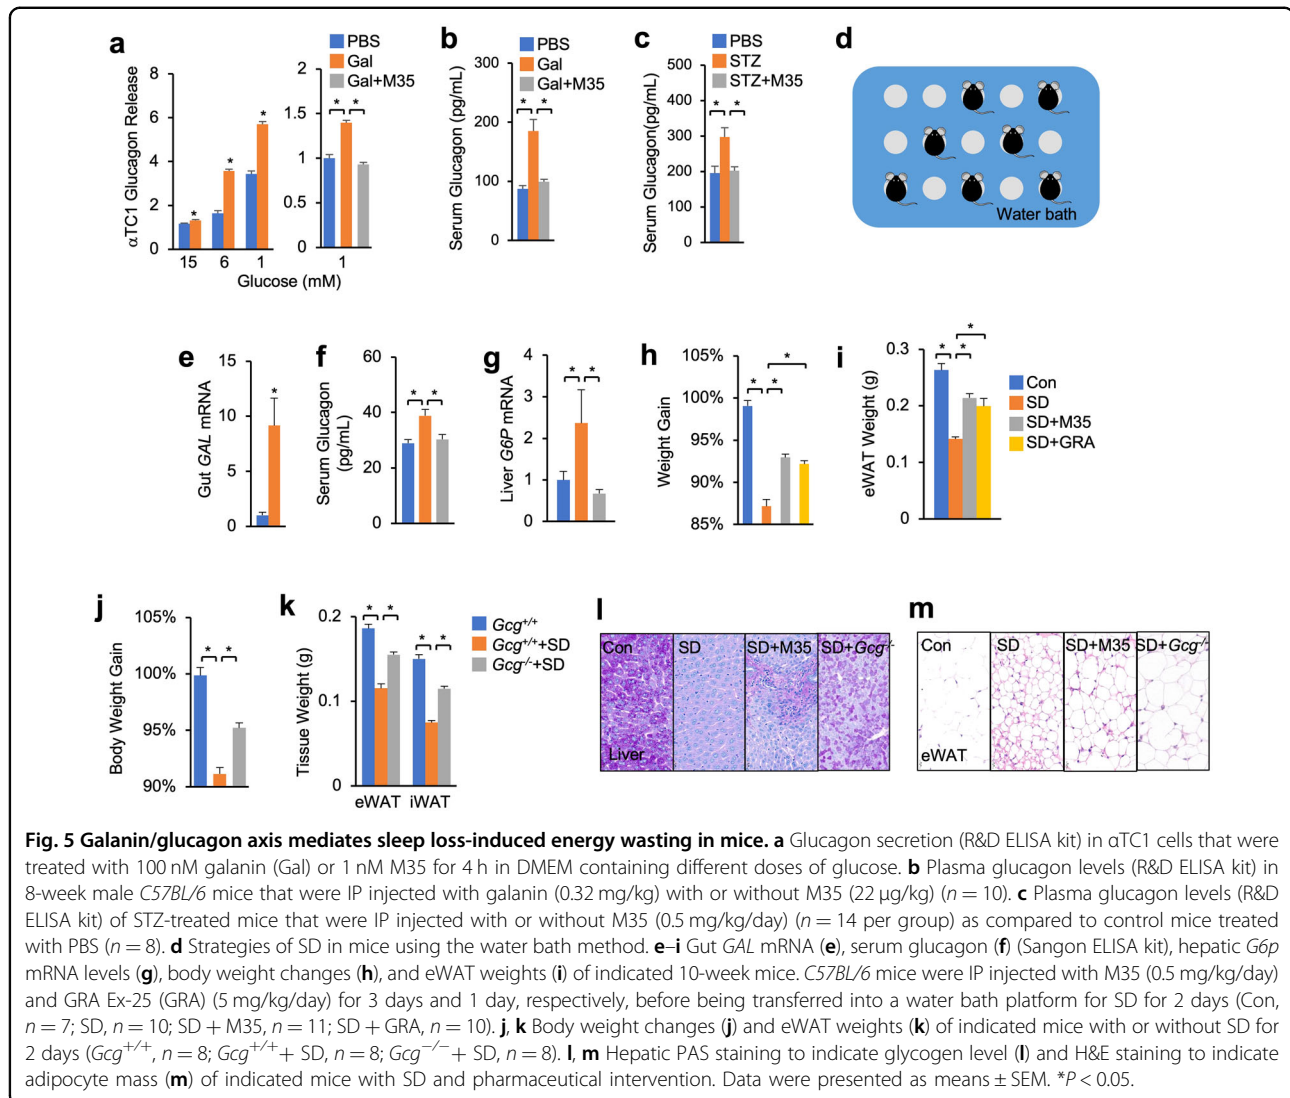 a
PBS
Gal
Gal+M35
αTC1 Glucagon Release
8
6
4
2
0
15
6
1
2
1.5
1
0.5
0
1
Glucose (mM)
*
*
*
*
*
b
PBS
Gal
Gal+M35
Serum Glucagon (pg/mL)
300
200
100
0
*
*
c
PBS
STZ
STZ+M35
Serum Glucagon(pg/mL)
500
400
300
200
100
0
*
*
d
Water bath
e
Gut GAL mRNA
15
10
5
0
*
f
Serum Glucagon
(pg/mL)
60
40
20
0
*
*
g
Liver G6P mRNA
4
3
2
1
0
*
*
h
Weight Gain
105%
100%
95%
90%
85%
*
*
*
i
eWAT Weight (g)
0.3
0.2
0.1
0
*
*
*
Con
SD
SD+M35
SD+GRA
j
Body Weight Gain
105%
100%
95%
90%
*
*
k
Tissue Weight (g)
0.2
0.1
0
*
*
*
*
eWAT
iWAT
Gcg+/+
Gcg+/++SD
Gcg-/-+SD
l
Con
SD
SD+M35
SD+Gcg-/-
Liver
m
Con
SD
SD+M35
SD+Gcg-/-
eWAT
Fig. 5 Galanin/glucagon axis mediates sleep loss-induced energy wasting in mice. a Glucagon secretion (R&D ELISA kit) in αTC1 cells that were
treated with 100 nM galanin (Gal) or 1 nM M35 for 4 h in DMEM containing different doses of glucose. b Plasma glucagon levels (R&D ELISA kit) in
8-week male C57BL/6 mice that were IP injected with galanin (0.32 mg/kg) with or without M35 (22 μg/kg) (n = 10). c Plasma glucagon levels (R&D
ELISA kit) of STZ-treated mice that were IP injected with or without M35 (0.5 mg/kg/day) (n = 14 per group) as compared to control mice treated
with PBS (n = 8). d Strategies of SD in mice using the water bath method. e–i Gut GAL mRNA (e), serum glucagon (f) (Sangon ELISA kit), hepatic G6p
mRNA levels (g), body weight changes (h), and eWAT weights (i) of indicated 10-week mice. C57BL/6 mice were IP injected with M35 (0.5 mg/kg/day)
and GRA Ex-25 (GRA) (5 mg/kg/day) for 3 days and 1 day, respectively, before being transferred into a water bath platform for SD for 2 days (Con,
n = 7; SD, n = 10; SD + M35, n = 11; SD + GRA, n = 10). j, k Body weight changes (j) and eWAT weights (k) of indicated mice with or without SD for
2 days (Gcg+/+, n = 8; Gcg+/+ + SD, n = 8; Gcg−/− + SD, n = 8). l, m Hepatic PAS staining to indicate glycogen level (l) and H&E staining to indicate
adipocyte mass (m) of indicated mice with SD and pharmaceutical intervention. Data were presented as means ± SEM. *P < 0.05.